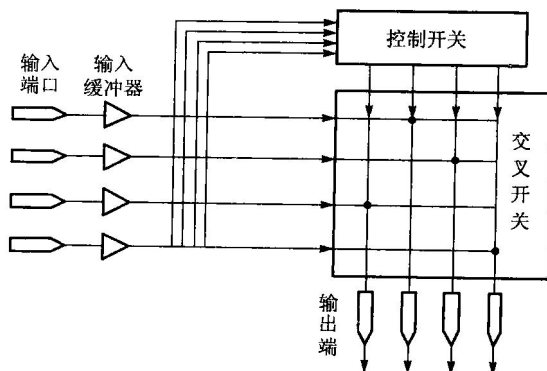 控制开关
输入
端口
输入
缓冲器
交叉开关
输出端